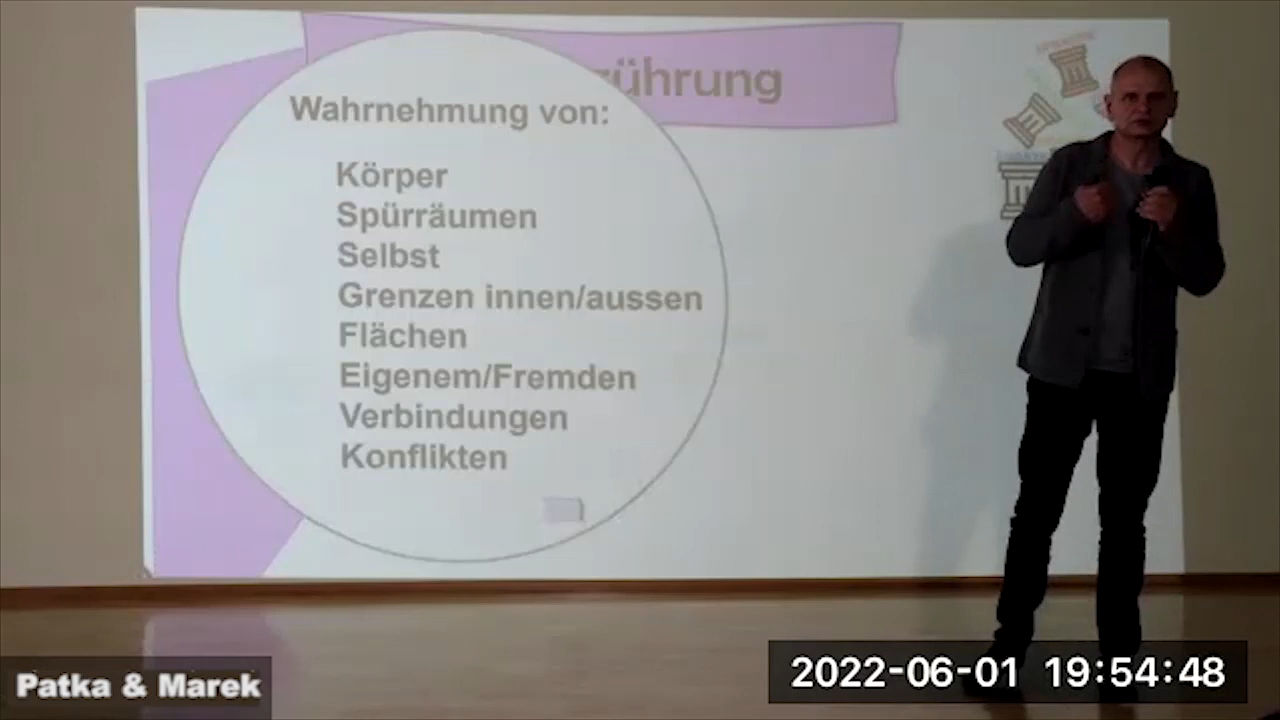 zührung
Wahrnehmung von:
Körper
Spürräumen
Selbst
Grenzen innen/aussen
Flächen
Eigenem/Fremden
Verbindungen
Konflikten
Patka & Marek
2022-06-01 19:54:48